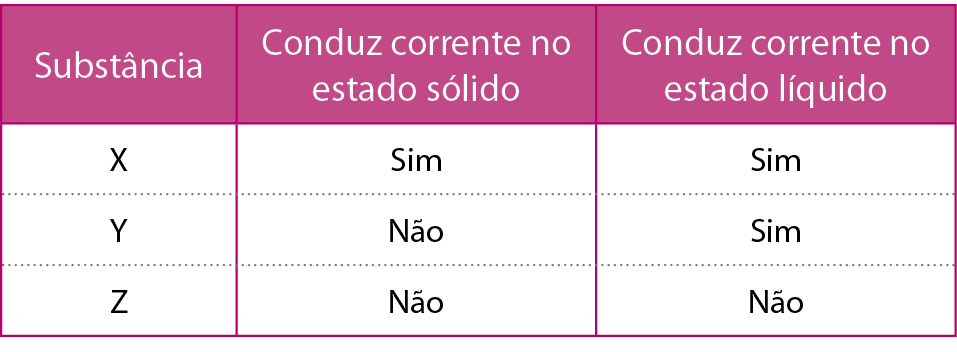 Substância
Conduz corrente no
estado sólido
Conduz corrente no
estado líquido
X
Sim
Sim
Y
Não
Sim
Z
Não
Não